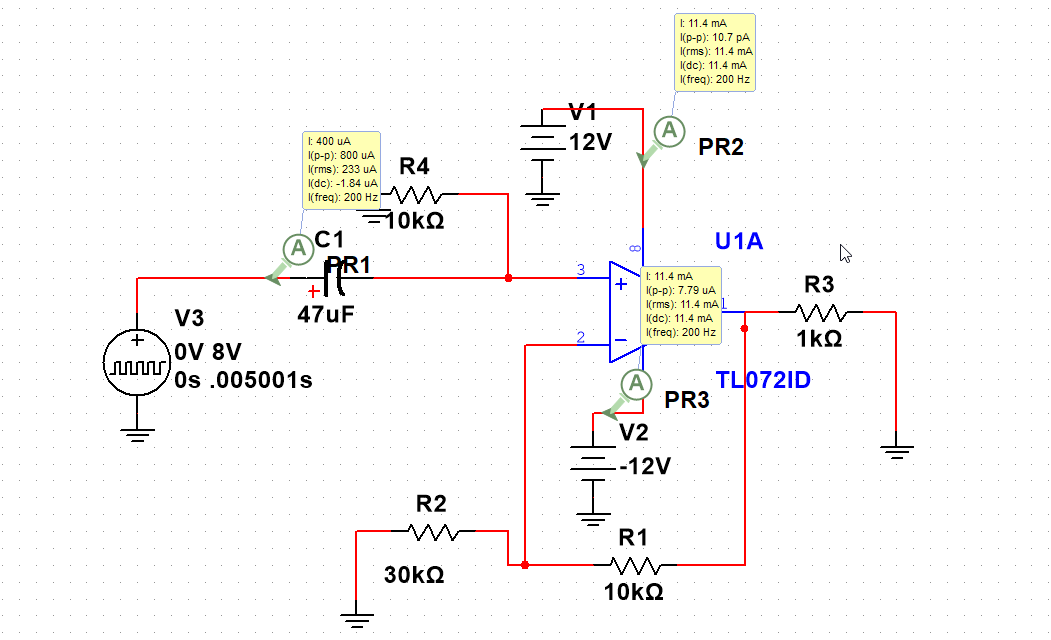 I: 11.4 mA
I(p-p): 10.7 pA
I(rms): 11.4 mA
I(dc): 11.4 mA
I(freq): 200 Hz
A
PR2
V1
12V
I: 400 uA
I(p-p): 800 uA
I(rms): 233 uA
I(dc): -1.84 uA
I(freq): 200 Hz
R4
10kΩ
A
C1
PR1
+
47uF
V3
+
0V 8V
0s .005001s
8
U1A
3
+
2
−
I: 11.4 mA
I(p-p): 7.79 uA
I(rms): 11.4 mA
I(dc): 11.4 mA
I(freq): 200 Hz
1
R3
1kΩ
TL072ID
A
PR3
V2
-12V
R2
30kΩ
R1
10kΩ